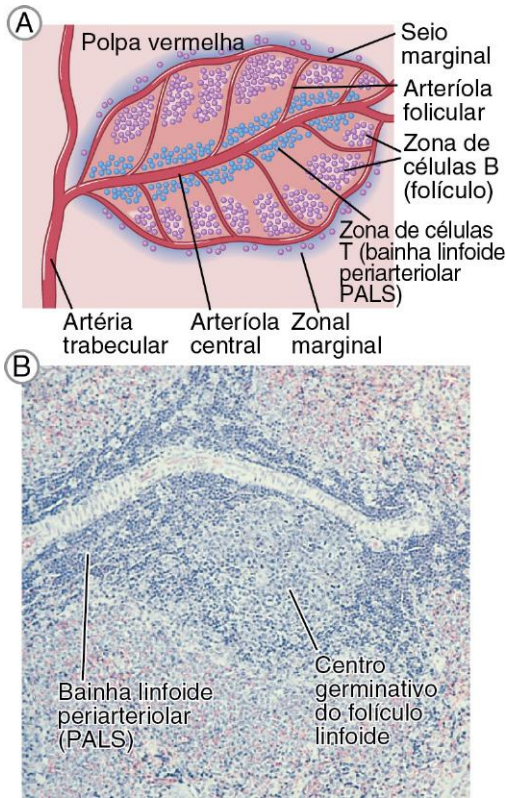 A
Polpa vermelha
Seio
marginal
Arteríola
folicular
Zona de
células B
(folículo)
Zona de células
T (bainha linfoide
periarteriolar
PALS)
Artéria
trabecular
Arteríola
central
Zonal
marginal
B
Bainha linfoide
periarteriolar
(PALS)
Centro
germinativo
do folículo
linfoide